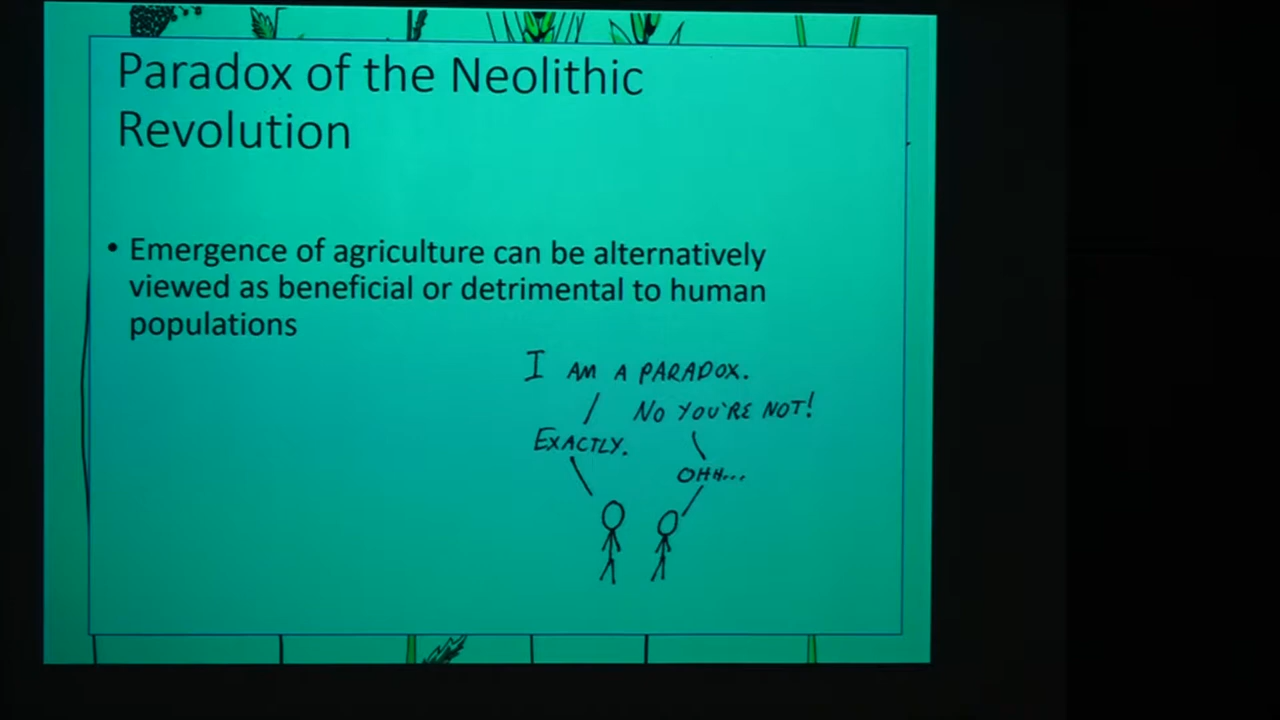 Paradox of the Neolithic
Revolution
• Emergence of agriculture can be alternatively
viewed as beneficial or detrimental to human
populations
I AM A PARADOX.
NO YOU'RE NOT!
EXACTLY.
OHH...